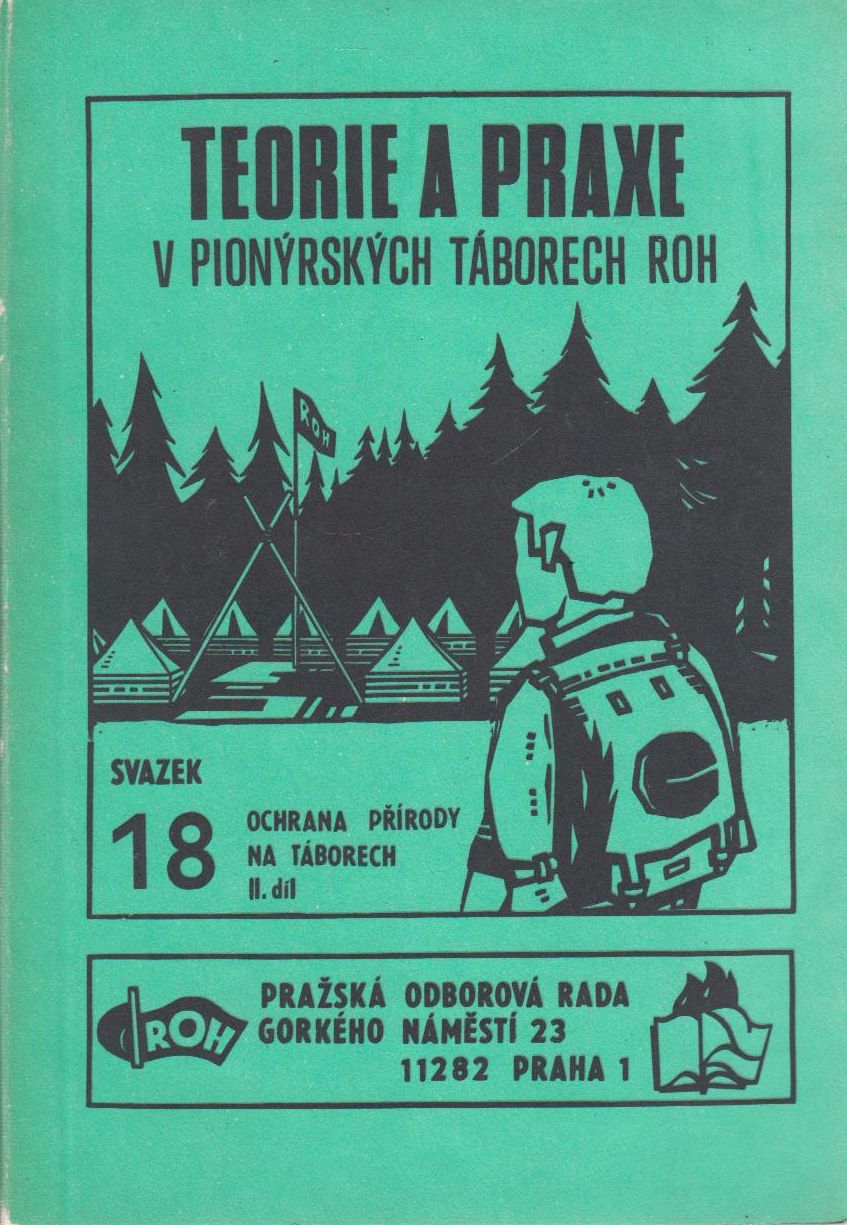 TEORIE A PRAXE
V PIONÝRSKÝCH TÁBORECH ROH
ROH
SVAZEK
18
OCHRANA PŘÍRODY
NA TÁBORECH
II. díl
ROH
PRAŽSKÁ ODBOROVÁ RADA
GORKÉHO NÁMĚSTÍ 23
11282 PRAHA 1